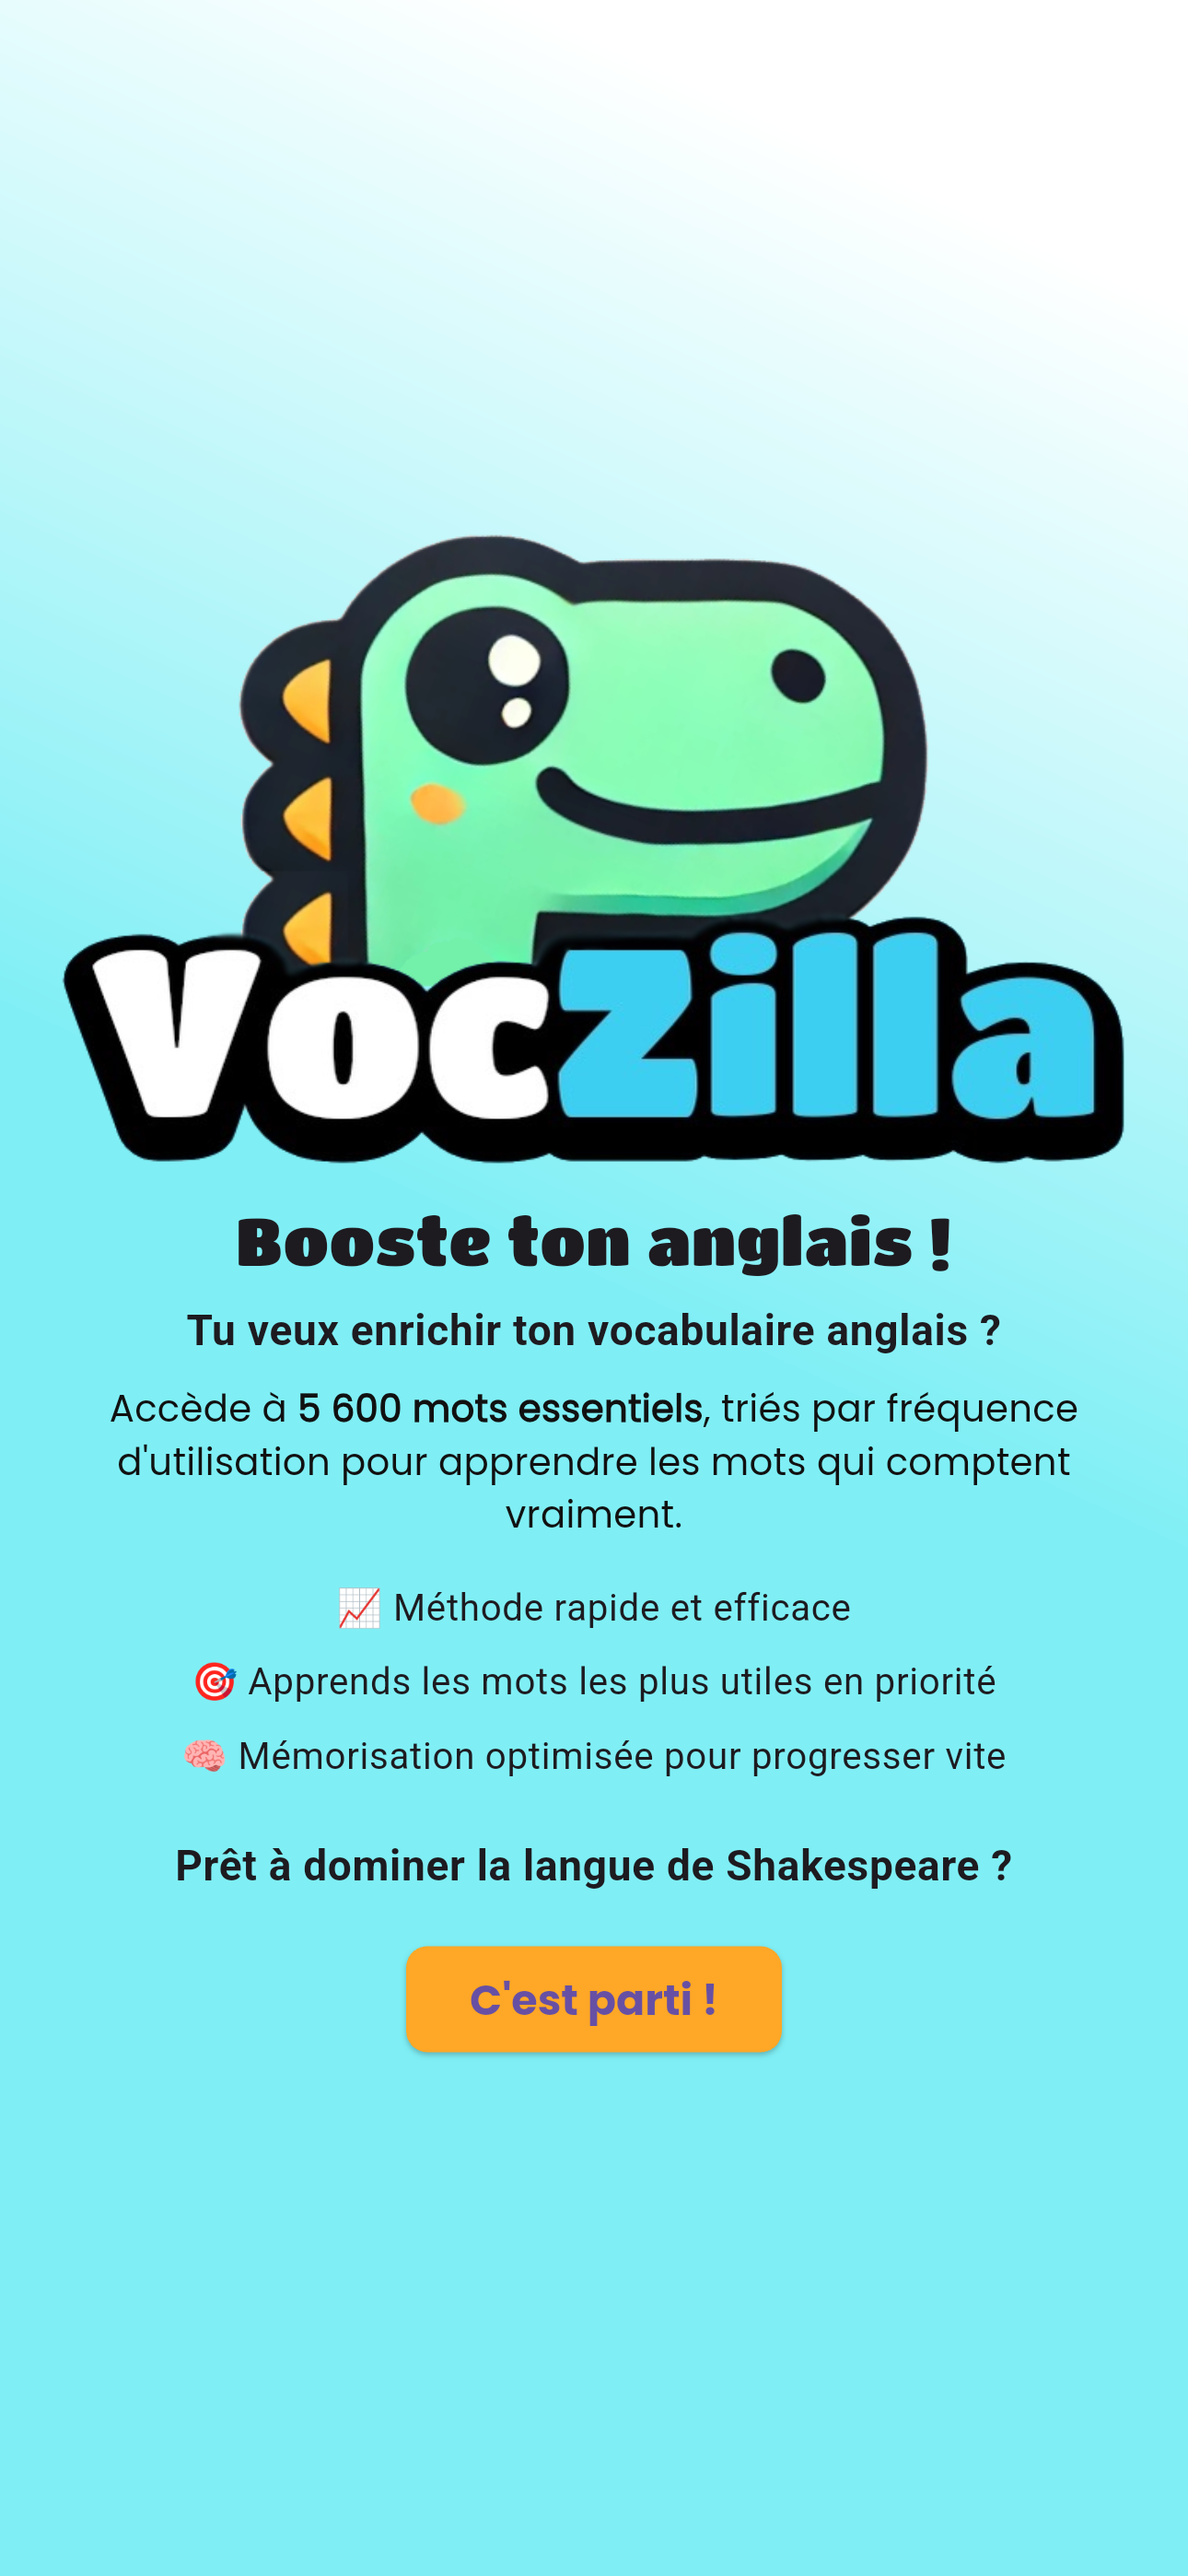 VocZilla
Booste ton anglais !
Tu veux enrichir ton vocabulaire anglais ?
Accède à 5 600 mots essentiels, triés par fréquence
d'utilisation pour apprendre les mots qui comptent
vraiment.
📈 Méthode rapide et efficace
🎯 Apprends les mots les plus utiles en priorité
🧠 Mémorisation optimisée pour progresser vite
Prêt à dominer la langue de Shakespeare ?
C'est parti !